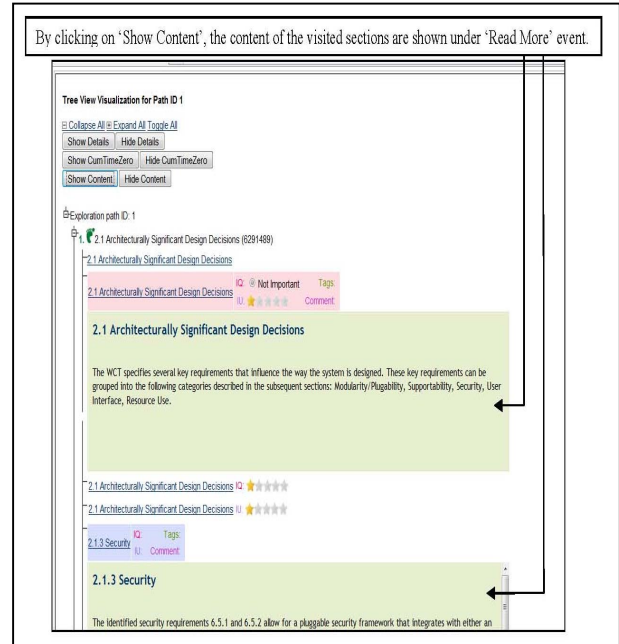 By clicking on ‘Show Content’, the content of the visited sections are shown under ‘Read More’ event.
Tree View Visualization for Path ID 1
Collapse All Expand All Toggle All
Show Details Hide Details
Show CumTimeZero Hide CumTimeZero
Show Content Hide Content
Exploration path ID: 1
1. 2.1 Architecturally Significant Design Decisions (6291489)
2.1 Architecturally Significant Design Decisions
2.1 Architecturally Significant Design Decisions IQ: Not Important Tags:
IU: Comment:
2.1 Architecturally Significant Design Decisions
The WCT specifies several key requirements that influence the way the system is designed. These key requirements can be
grouped into the following categories described in the subsequent sections: Modularity/Plugability, Supportability, Security, User
Interface, Resource Use.
2.1 Architecturally Significant Design Decisions IQ:
2.1 Architecturally Significant Design Decisions IU:
2.1.3 Security IQ: Tags:
IU: Comment:
2.1.3 Security
The identified security requirements 6.5.1 and 6.5.2 allow for a pluggable security framework that integrates with either an